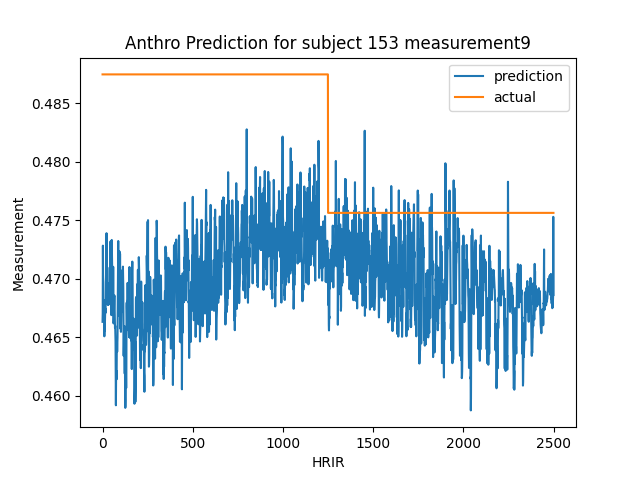 Anthro Prediction for subject 153 measurement9
prediction
actual
Measurement
0.485
0.480
0.475
0.470
0.465
0.460
0
500
1000
1500
2000
2500
HRIR